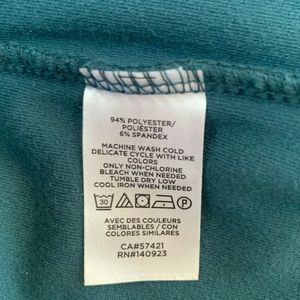 94% POLYESTER/
POLIÉSTER
6% SPANDEX
MACHINE WASH COLD
DELICATE CYCLE WITH LIKE
COLORS
ONLY NON-CHLORINE
BLEACH WHEN NEEDED
TUMBLE DRY LOW
COOL IRON WHEN NEEDED
30 P
AVEC DES COULEURS
SEMBLABLES / CON
COLORES SIMILARES
CA#57421
RN#140923